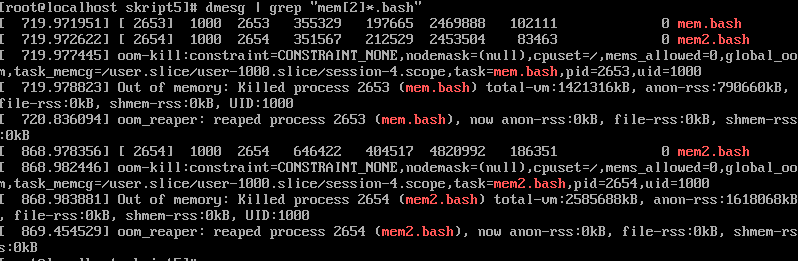 [root@localhost skript5]# dmesg | grep "mem[2]*.bash"
[  719.971951] [ 2653]  1000  2653   355329   197665  2469888   102111             0 mem.bash
[  719.972622] [ 2654]  1000  2654   351567   212529  2453504    83463             0 mem2.bash
[  719.977445] oom-kill:constraint=CONSTRAINT_NONE,nodemask=(null),cpuset=/,mems_allowed=0,global_oo
m,task_memcg=/user.slice/user-1000.slice/session-4.scope,task=mem.bash,pid=2653,uid=1000
[  719.978823] Out of memory: Killed process 2653 (mem.bash) total-vm:1421316kB, anon-rss:790660kB,
file-rss:0kB, shmem-rss:0kB, UID:1000
[  720.836094] oom_reaper: reaped process 2653 (mem.bash), now anon-rss:0kB, file-rss:0kB, shmem-rss
:0kB
[  868.978356] [ 2654]  1000  2654   646422   404517  4820992   186351             0 mem2.bash
[  868.982446] oom-kill:constraint=CONSTRAINT_NONE,nodemask=(null),cpuset=/,mems_allowed=0,global_oo
m,task_memcg=/user.slice/user-1000.slice/session-4.scope,task=mem2.bash,pid=2654,uid=1000
[  868.983881] Out of memory: Killed process 2654 (mem2.bash) total-vm:2585688kB, anon-rss:1618068kB
, file-rss:0kB, shmem-rss:0kB, UID:1000
[  869.454529] oom_reaper: reaped process 2654 (mem2.bash), now anon-rss:0kB, file-rss:0kB, shmem-rs
s:0kB
[root@localhost skript5]#